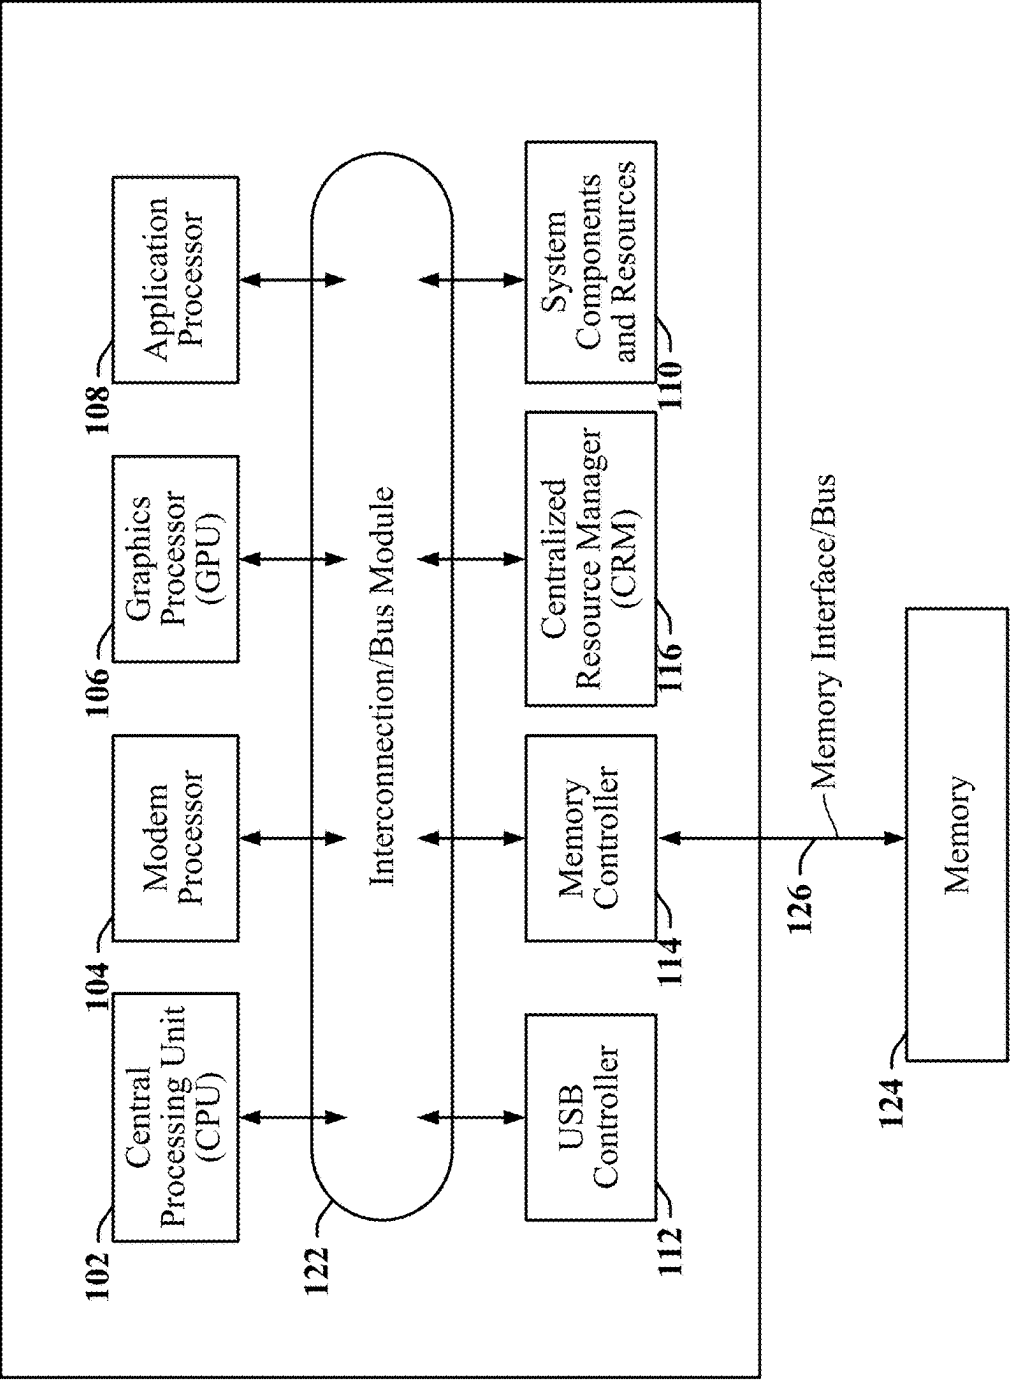 102
Central
Processing Unit
(CPU)
104
Modem
Processor
106
Graphics
Processor
(GPU)
108
Application
Processor
122
Interconnection/Bus Module
112
USB
Controller
114
Memory
Controller
116
Centralized
Resource Manager
(CRM)
110
System
Components
and Resources
126
Memory Interface/Bus
124
Memory